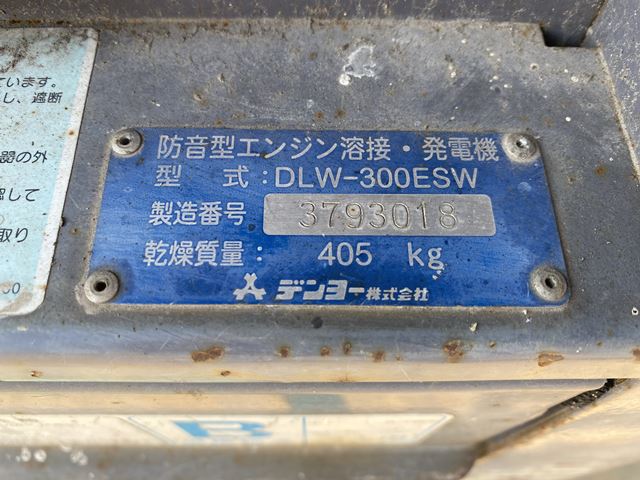 ています。
し、遮断
器の外
して
取り
防音型エンジン溶接・発電機
型 式:DLW-300ESW
製造番号 3793018
乾燥質量: 405 kg
デンヨー株式会社